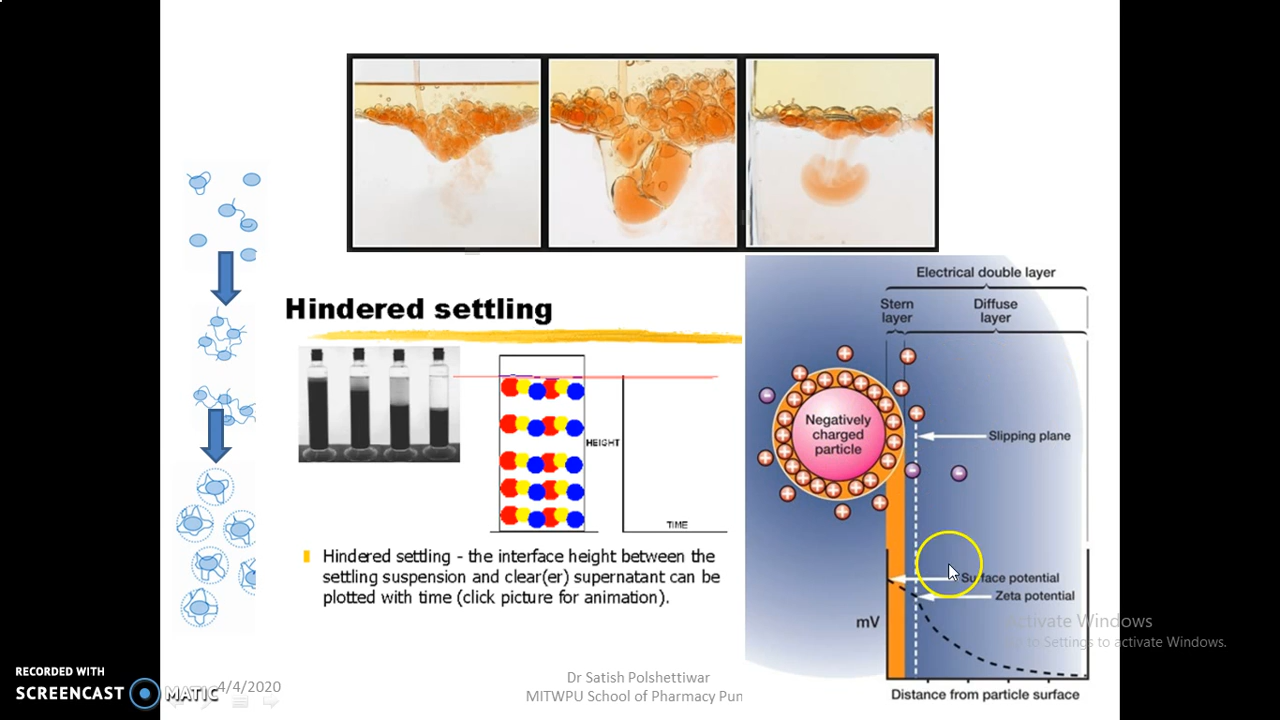 Electrical double layer
Stern
layer
Diffuse
layer
Hindered settling
Negatively
charged
particle
Slipping plane
HEIGHT
TIME
Hindered settling - the interface height between the
settling suspension and clear(er) supernatant can be
plotted with time (click picture for animation).
Surface potential
Zeta potential
mV
Activate Windows
Go to Settings to activate Windows.
Distance from particle surface
RECORDED WITH
SCREENCAST MATIC
4/4/2020
Dr Satish Polshettiwar
MITWPU School of Pharmacy Pun